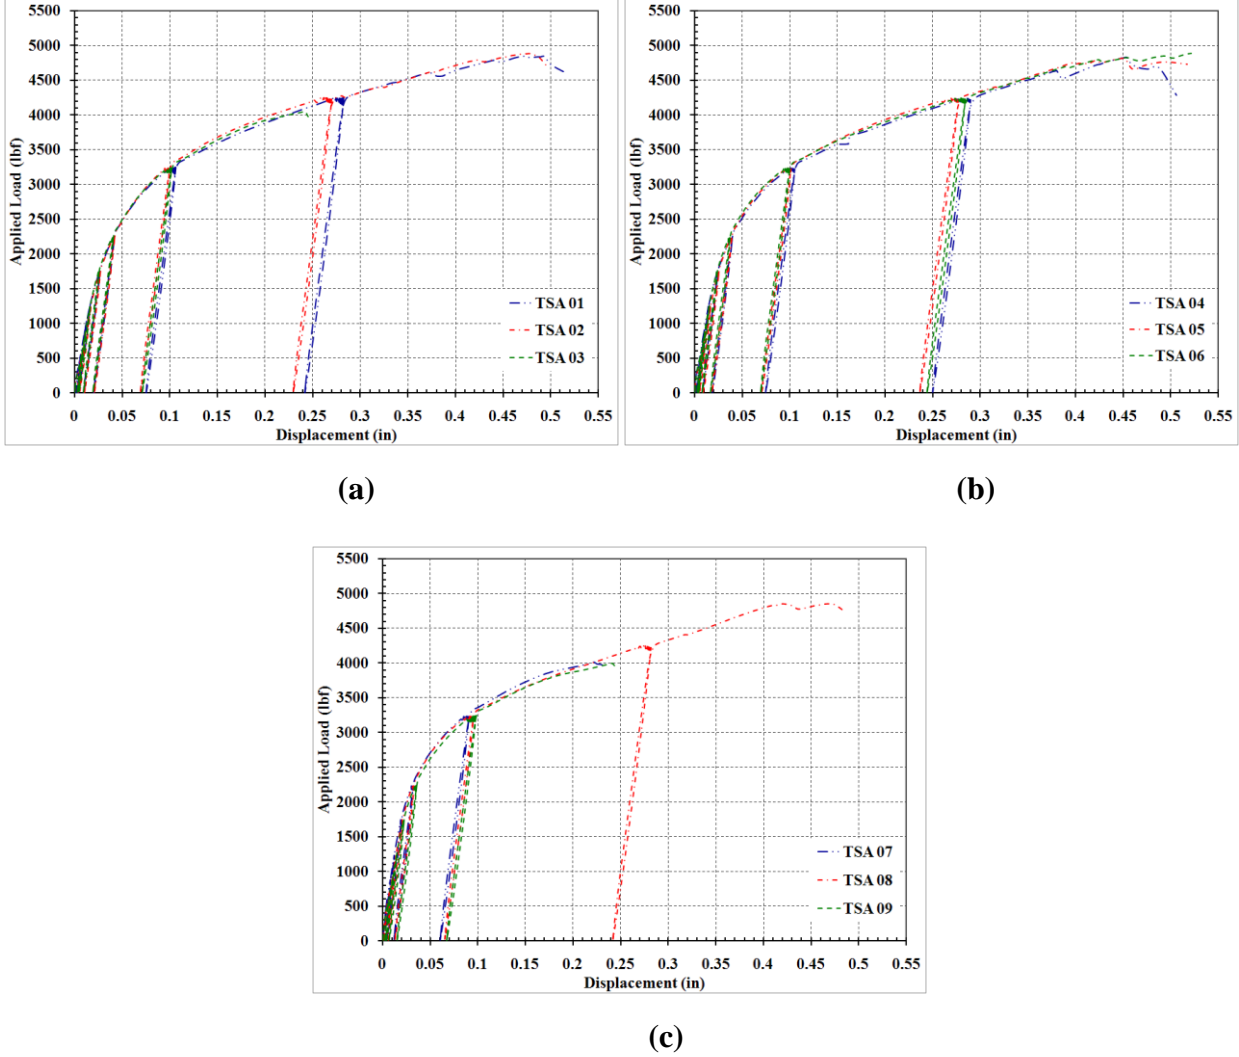 5500
5000
4500
4000
3500
3000
2500
2000
1500
1000
500
0
Applied Load (lbf)
TSA 01
TSA 02
TSA 03
0 0.05 0.1 0.15 0.2 0.25 0.3 0.35 0.4 0.45 0.5 0.55
Displacement (in)
(a)
5500
5000
4500
4000
3500
3000
2500
2000
1500
1000
500
0
Applied Load (lbf)
TSA 04
TSA 05
TSA 06
0 0.05 0.1 0.15 0.2 0.25 0.3 0.35 0.4 0.45 0.5 0.55
Displacement (in)
(b)
5500
5000
4500
4000
3500
3000
2500
2000
1500
1000
500
0
Applied Load (lbf)
TSA 07
TSA 08
TSA 09
0 0.05 0.1 0.15 0.2 0.25 0.3 0.35 0.4 0.45 0.5 0.55
Displacement (in)
(c)